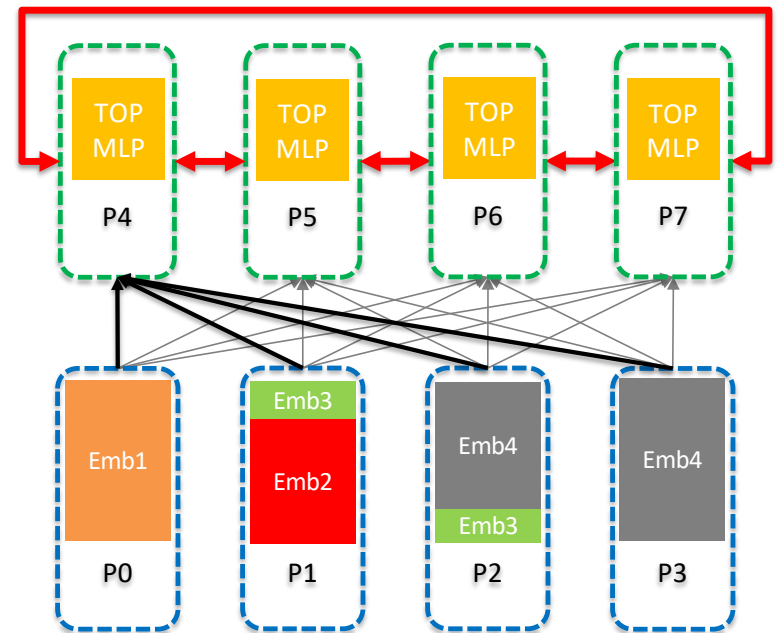 TOP
MLP
TOP
MLP
TOP
MLP
TOP
MLP
P4
P5
P6
P7
Emb1
Emb3
Emb2
Emb4
Emb3
Emb4
P0
P1
P2
P3